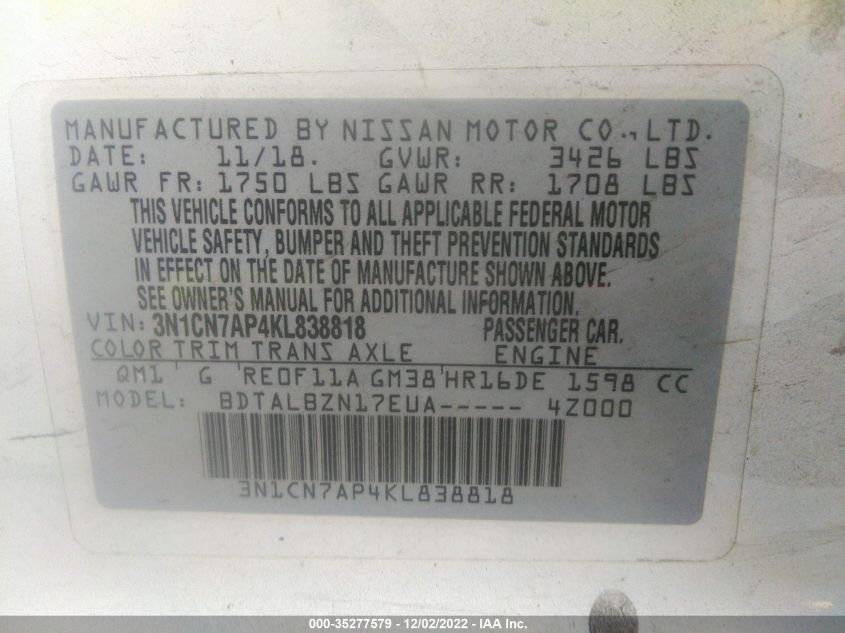 MANUFACTURED BY NISSAN MOTOR CO., LTD.
DATE: 11/18. GVWR: 3426 LBS
GAWR FR: 1750 LBS GAWR RR: 1708 LBS
THIS VEHICLE CONFORMS TO ALL APPLICABLE FEDERAL MOTOR
VEHICLE SAFETY, BUMPER AND THEFT PREVENTION STANDARDS
IN EFFECT ON THE DATE OF MANUFACTURE SHOWN ABOVE.
SEE OWNER'S MANUAL FOR ADDITIONAL INFORMATION.
VIN: 3N1CN7AP4KL838818 PASSENGER CAR.
COLOR TRIM TRANS AXLE ENGINE
QM1 G RE0F11A GM38 HR16DE 1598 CC
MODEL: BDTALBZN17EUA----- 4Z000
3N1CN7AP4KL838818
000-35277579 - 12/02/2022 - IAA Inc.